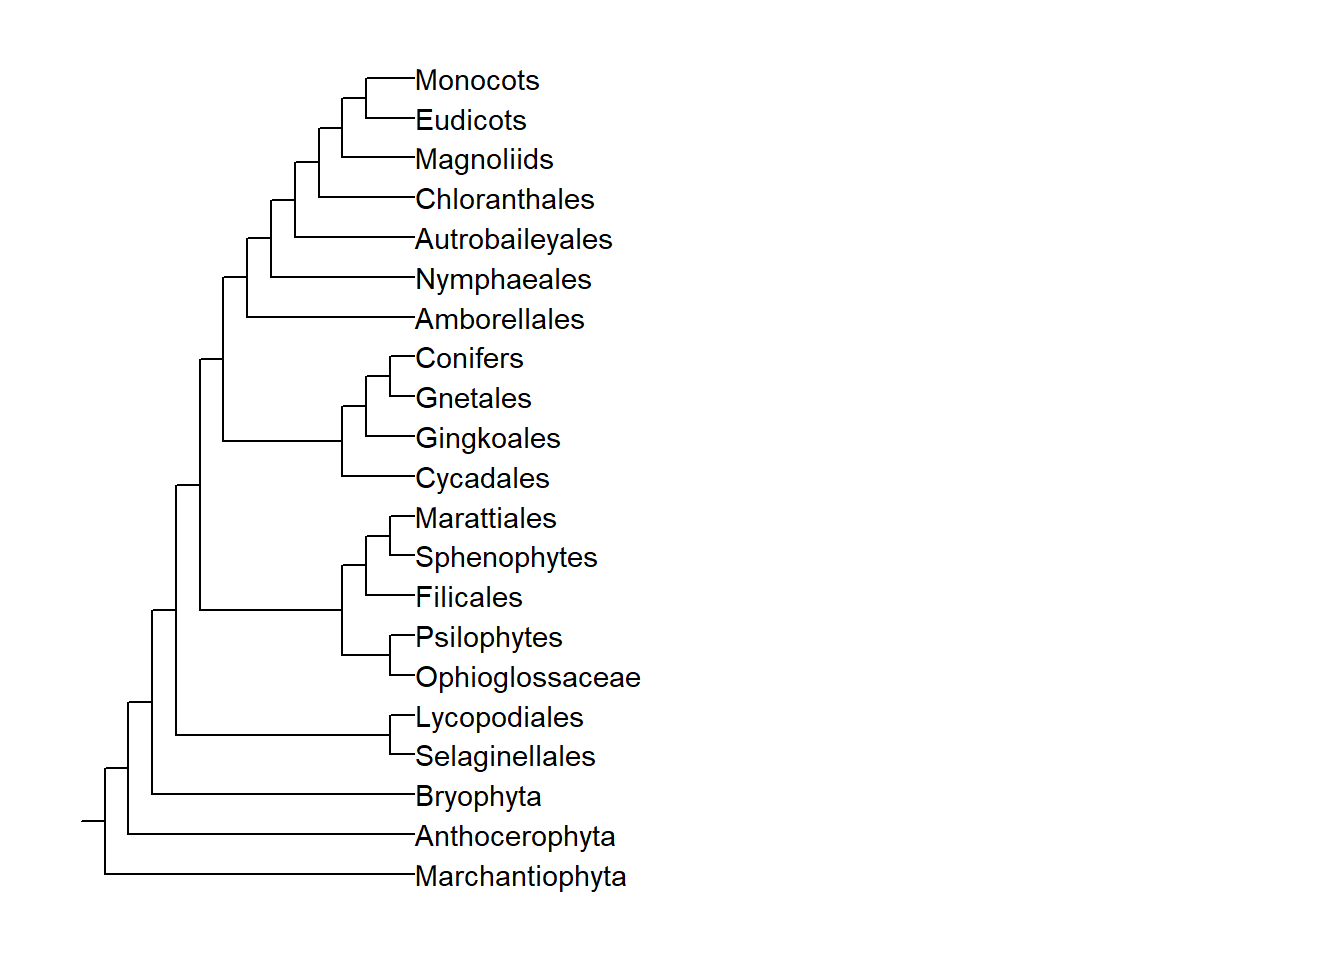 Monocots
Eudicots
Magnoliids
Chloranthales
Autrobaileyales
Nymphaeales
Amborellales
Conifers
Gnetales
Gingkoales
Cycadales
Marattiales
Sphenophytes
Filicales
Psilophytes
Ophioglossaceae
Lycopodiales
Selaginellales
Bryophyta
Anthocerophyta
Marchantiophyta